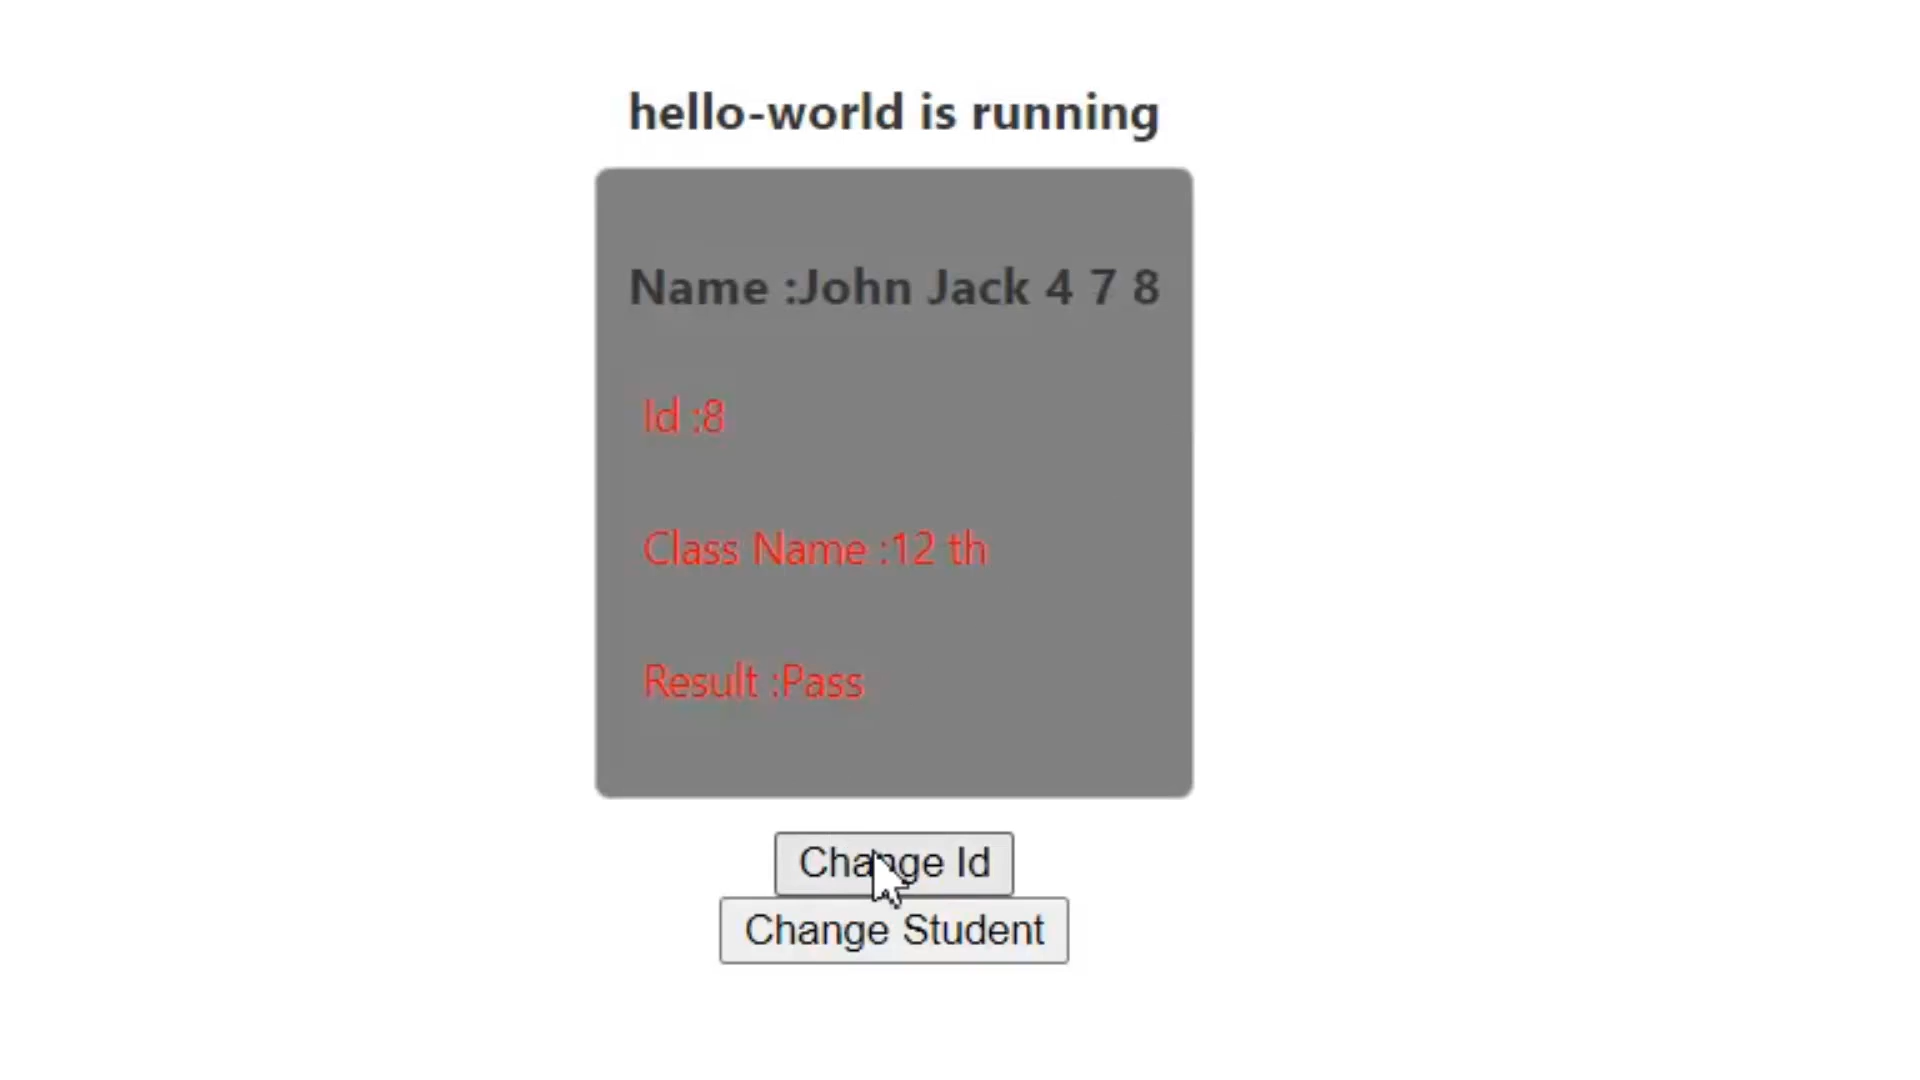 hello-world is running
Name :John Jack 4 7 8
Id :8
Class Name :12 th
Result :Pass
Change Id
Change Student